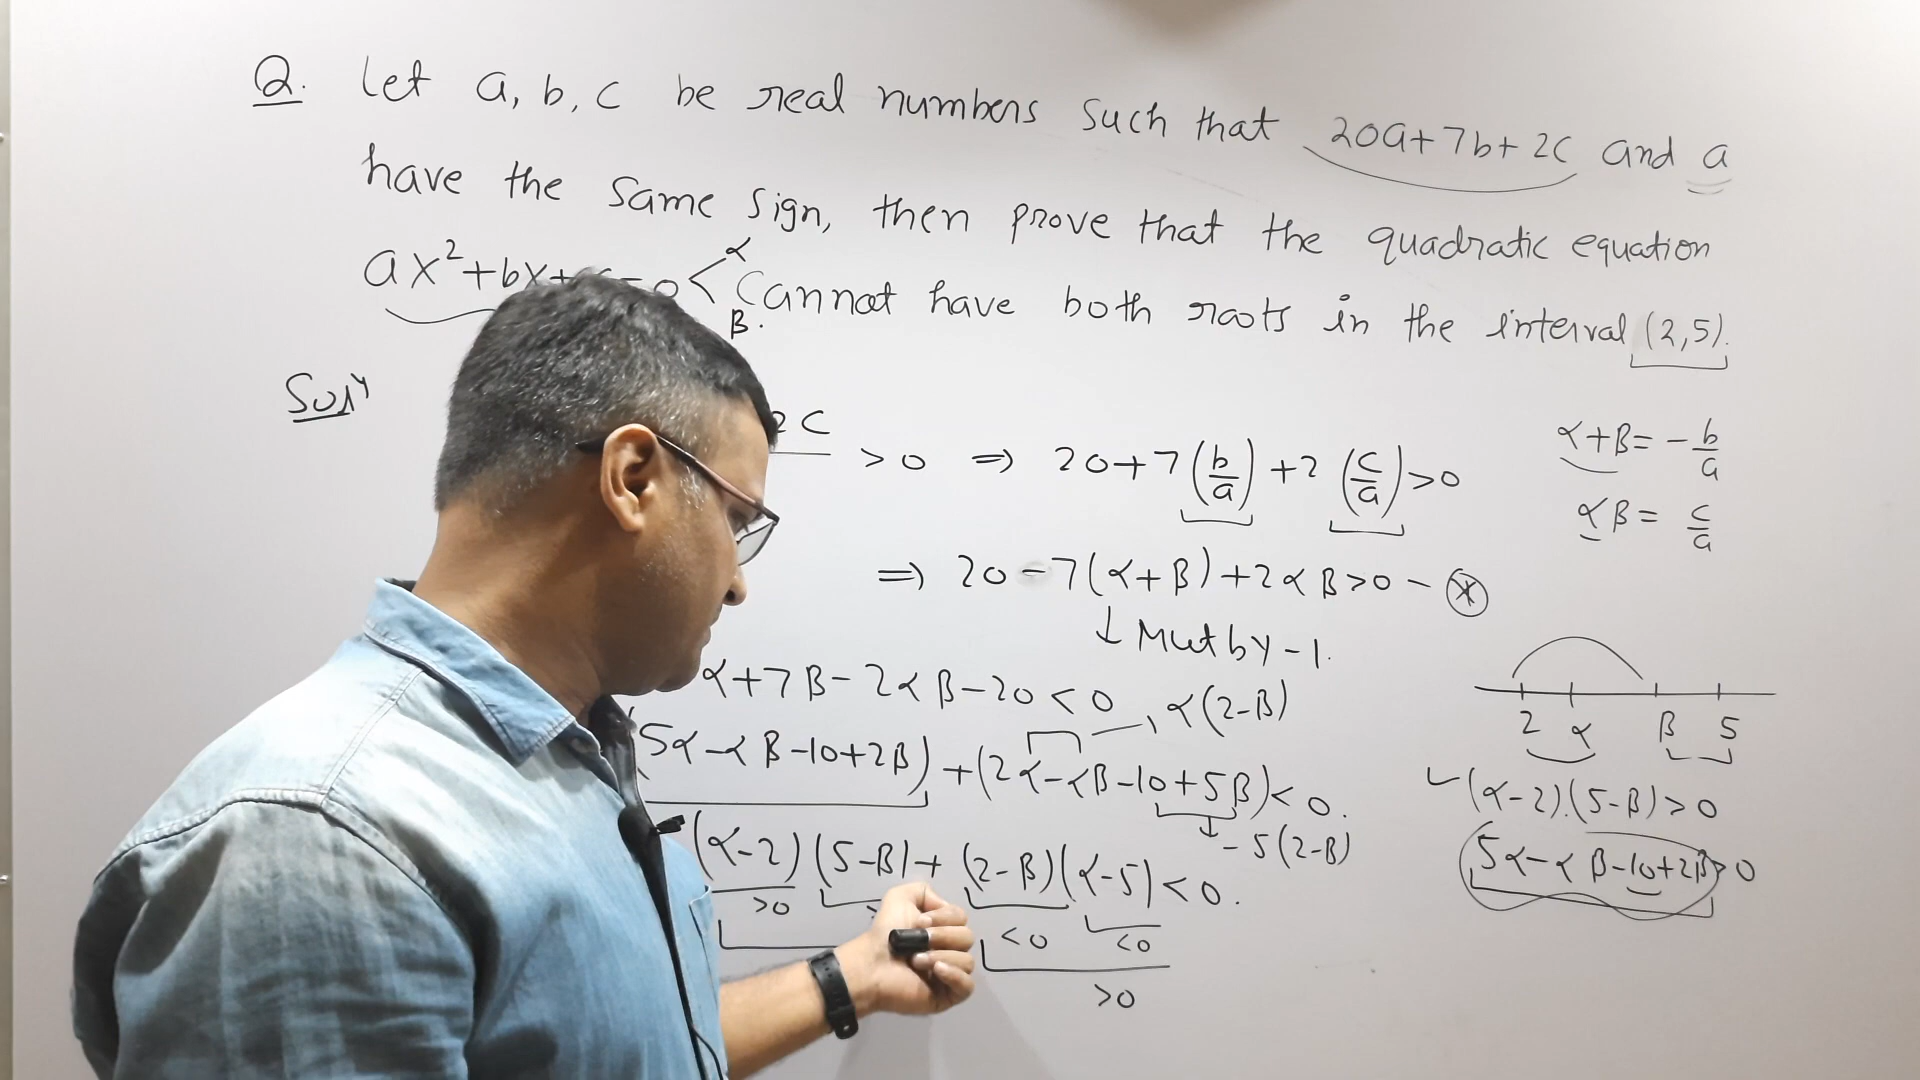 Q. Let a, b, c be real numbers such that 20a+7b+2c and a
have the same sign, then prove that the quadratic equation
ax²+bx+ =0 < α β. cannot have both roots in the interval (2,5).
Solⁿ
2c > 0 ⇒ 20+7(b/a)+2(c/a)>0
α+β= -b/a
αβ= c/a
⇒ 20-7(α+β)+2αβ>0 - ⊛
↓ Mult by -1.
α+7β-2αβ-20<0
(5α-αβ-10+2β)+(2α-αβ-10+5β)<0.
α(2-β)
↓ -5(2-β)
(α-2)(5-β)+(2-β)(α-5)<0.
>0 <0 <0
>0
2 α β 5
✓(α-2).(5-β)>0
5α-αβ-10+2β>0